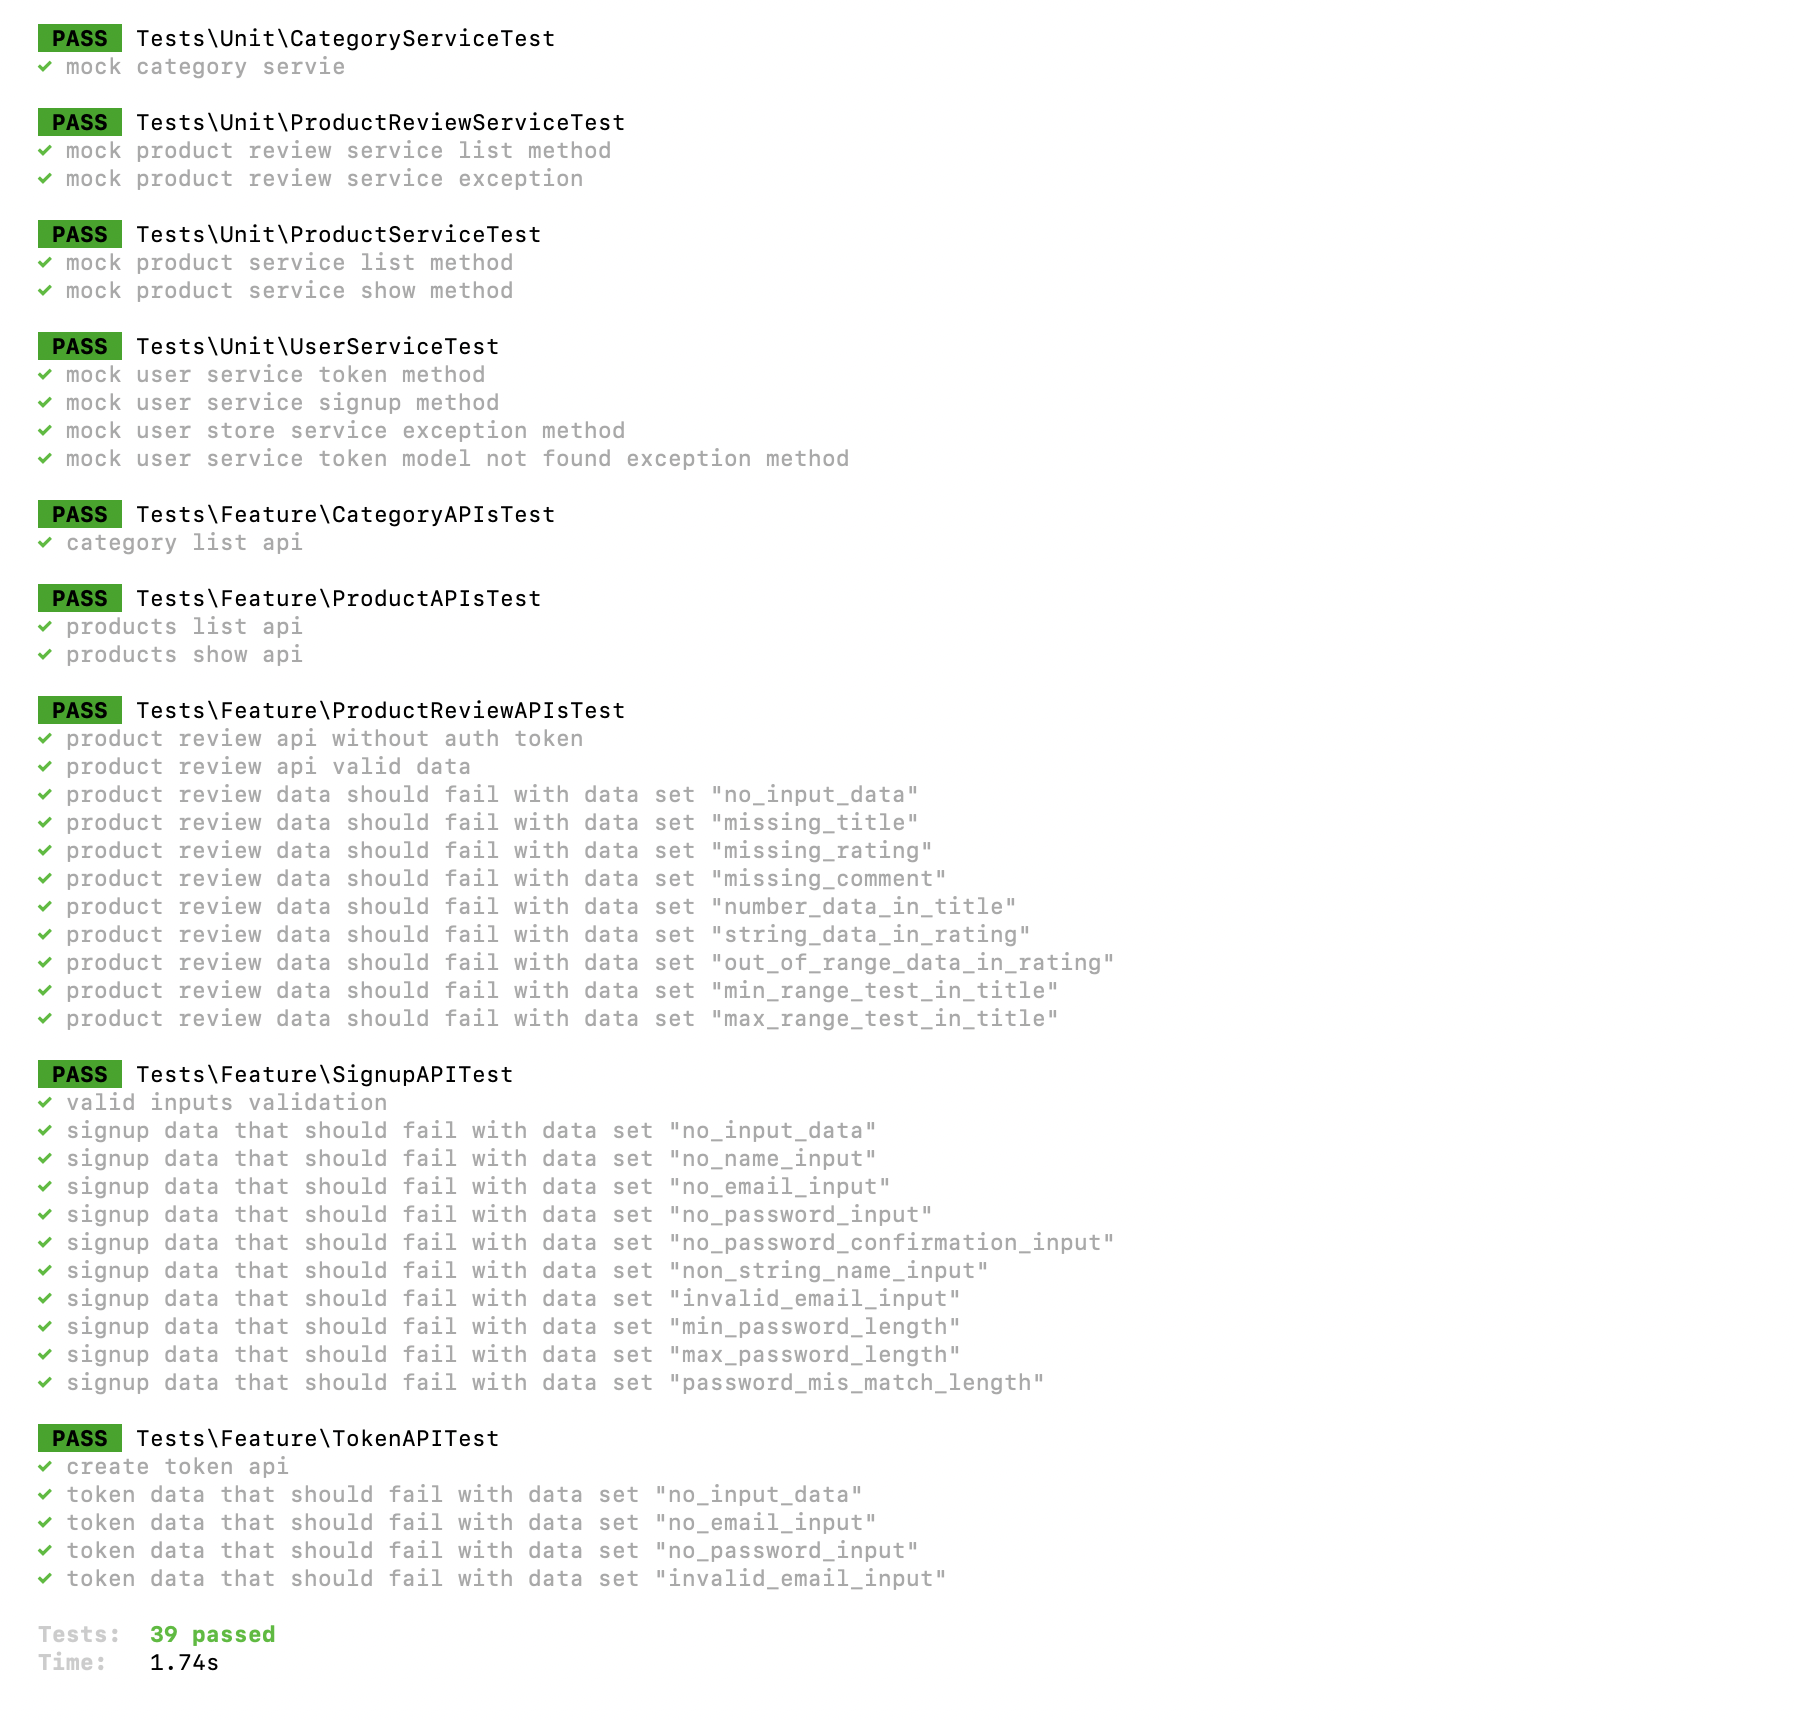 PASS Tests\Unit\CategoryServiceTest
✓ mock category servie
PASS Tests\Unit\ProductReviewServiceTest
✓ mock product review service list method
✓ mock product review service exception
PASS Tests\Unit\ProductServiceTest
✓ mock product service list method
✓ mock product service show method
PASS Tests\Unit\UserServiceTest
✓ mock user service token method
✓ mock user service signup method
✓ mock user store service exception method
✓ mock user service token model not found exception method
PASS Tests\Feature\CategoryAPIsTest
✓ category list api
PASS Tests\Feature\ProductAPIsTest
✓ products list api
✓ products show api
PASS Tests\Feature\ProductReviewAPIsTest
✓ product review api without auth token
✓ product review api valid data
✓ product review data should fail with data set "no_input_data"
✓ product review data should fail with data set "missing_title"
✓ product review data should fail with data set "missing_rating"
✓ product review data should fail with data set "missing_comment"
✓ product review data should fail with data set "number_data_in_title"
✓ product review data should fail with data set "string_data_in_rating"
✓ product review data should fail with data set "out_of_range_data_in_rating"
✓ product review data should fail with data set "min_range_test_in_title"
✓ product review data should fail with data set "max_range_test_in_title"
PASS Tests\Feature\SignupAPITest
✓ valid inputs validation
✓ signup data that should fail with data set "no_input_data"
✓ signup data that should fail with data set "no_name_input"
✓ signup data that should fail with data set "no_email_input"
✓ signup data that should fail with data set "no_password_input"
✓ signup data that should fail with data set "no_password_confirmation_input"
✓ signup data that should fail with data set "non_string_name_input"
✓ signup data that should fail with data set "invalid_email_input"
✓ signup data that should fail with data set "min_password_length"
✓ signup data that should fail with data set "max_password_length"
✓ signup data that should fail with data set "password_mis_match_length"
PASS Tests\Feature\TokenAPITest
✓ create token api
✓ token data that should fail with data set "no_input_data"
✓ token data that should fail with data set "no_email_input"
✓ token data that should fail with data set "no_password_input"
✓ token data that should fail with data set "invalid_email_input"
Tests: 39 passed
Time: 1.74s